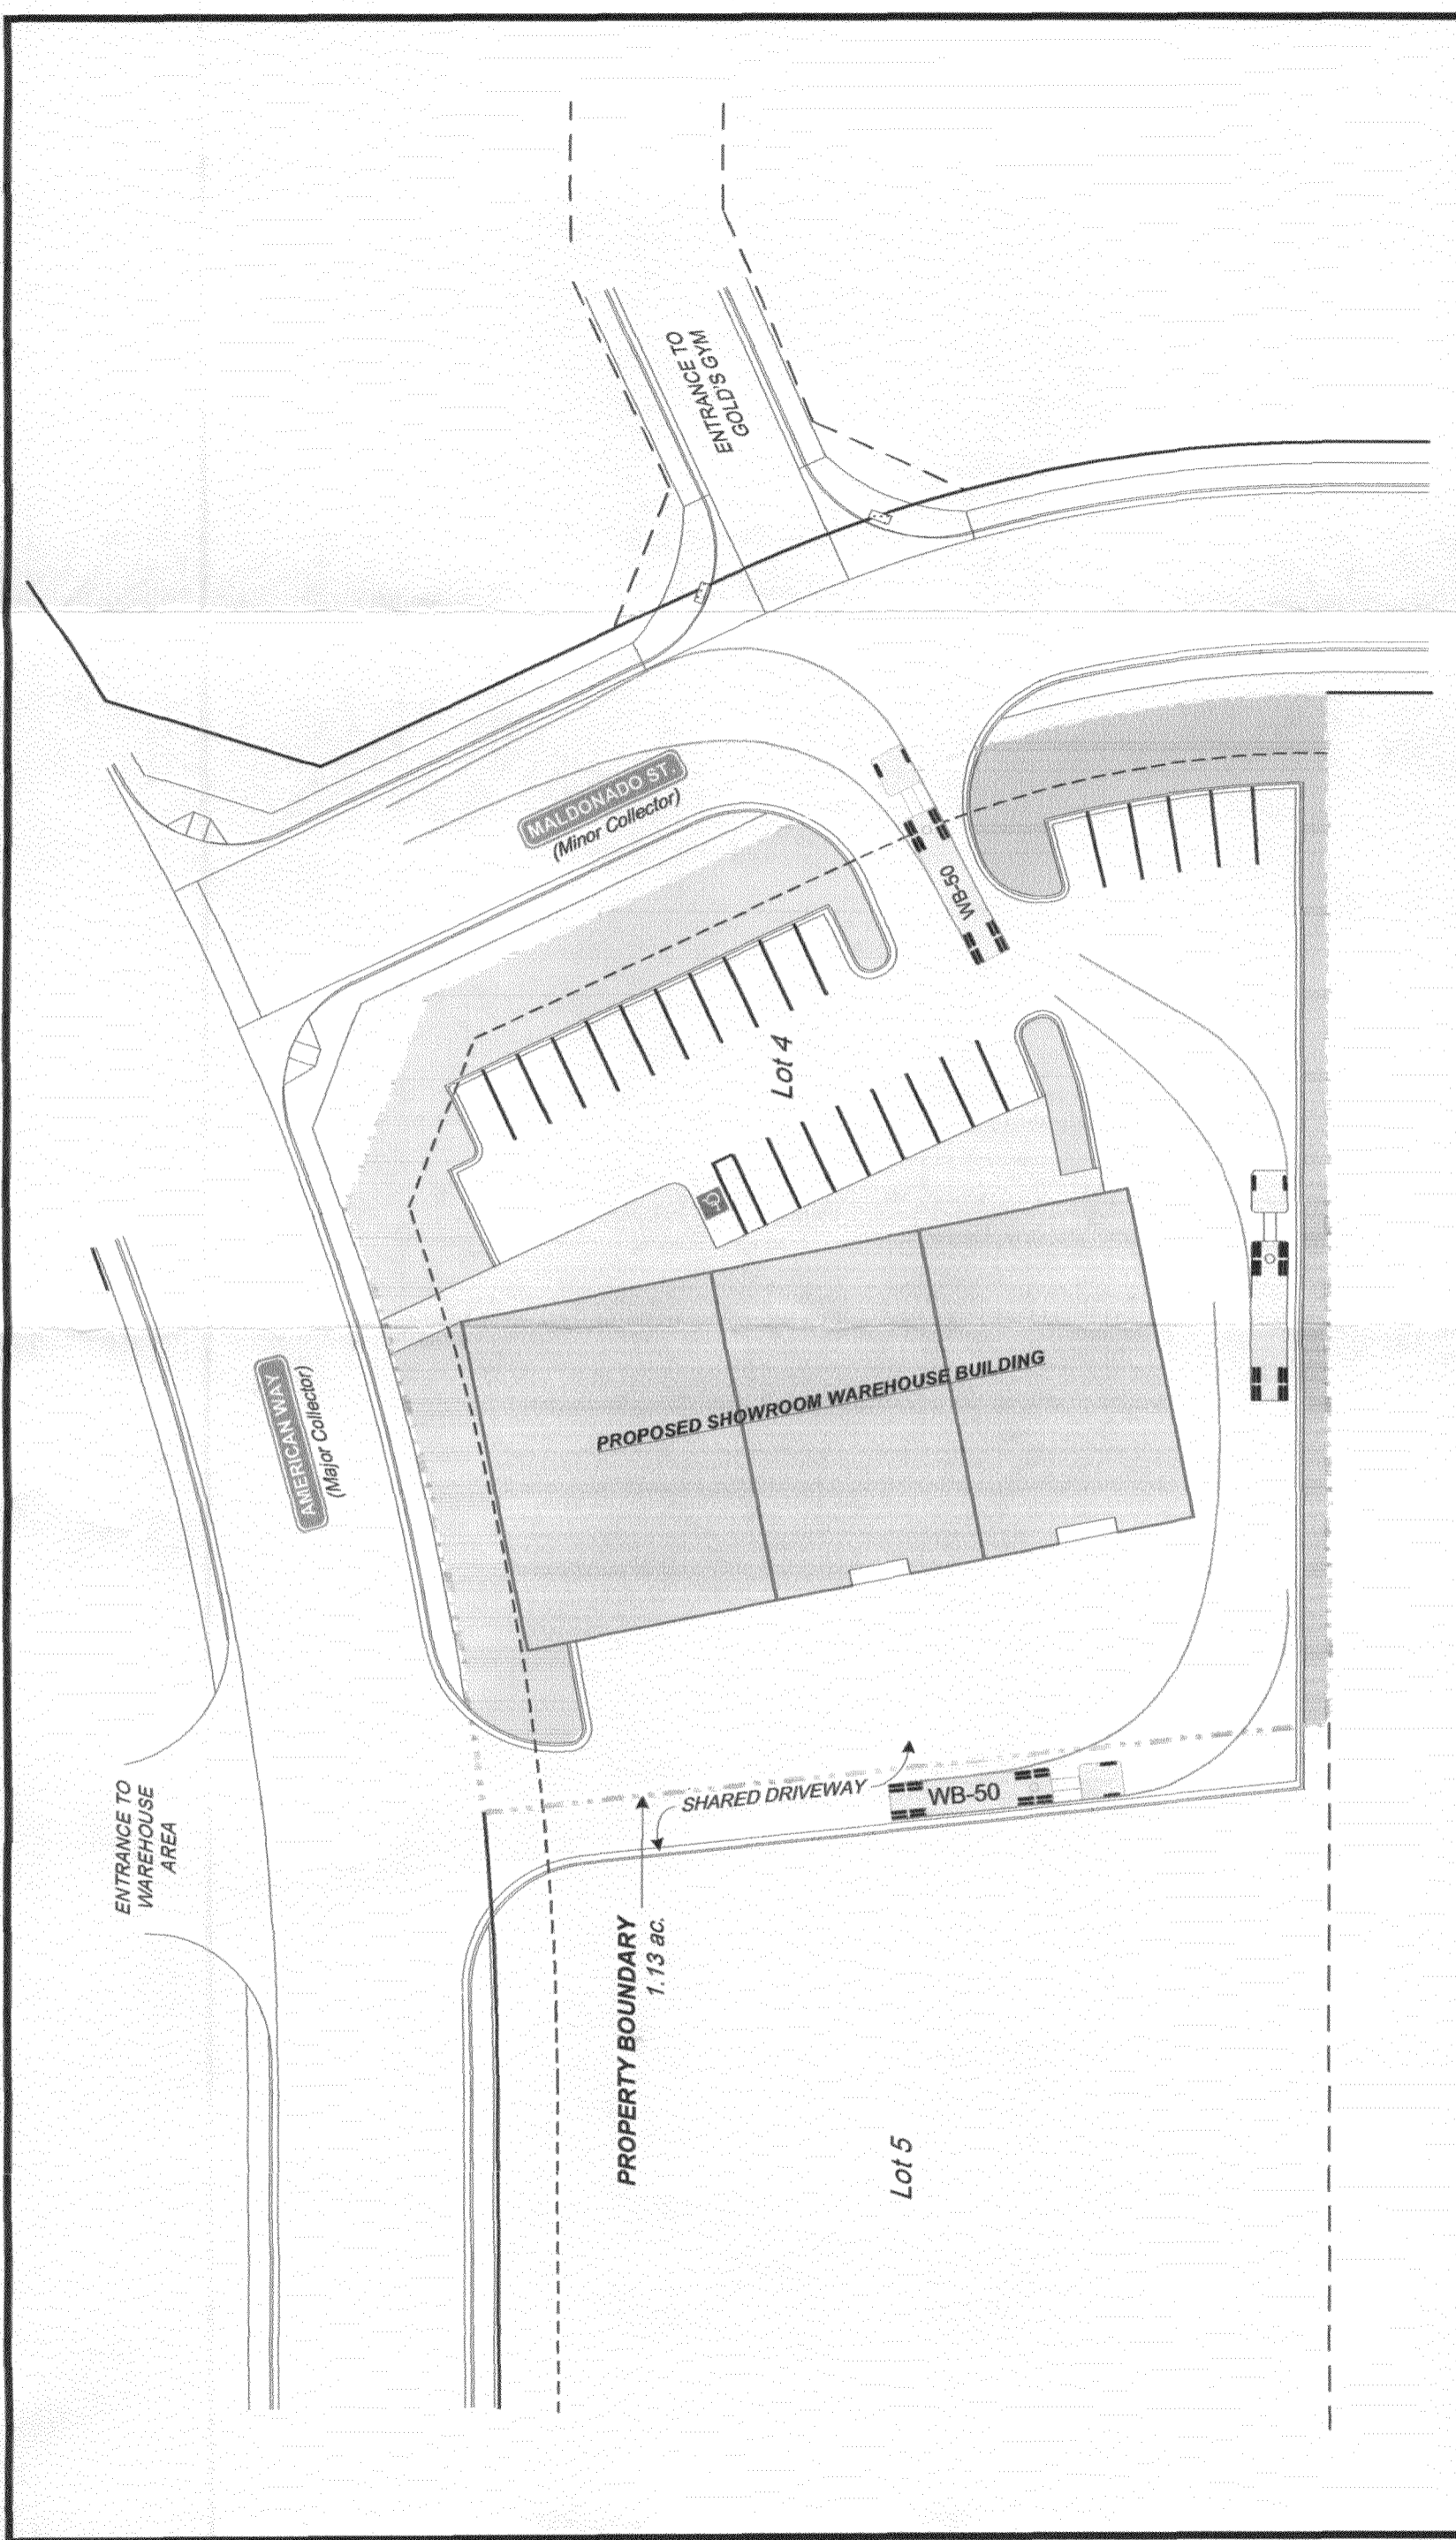 ENTRANCE TO
GOLD'S GYM
MALDONADO ST.
(Minor Collector)
WB-50
Lot 4
AMERICAN WAY
(Major Collector)
PROPOSED SHOWROOM WAREHOUSE BUILDING
ENTRANCE TO
WAREHOUSE
AREA
SHARED DRIVEWAY
WB-50
PROPERTY BOUNDARY
1.13 ac.
Lot 5